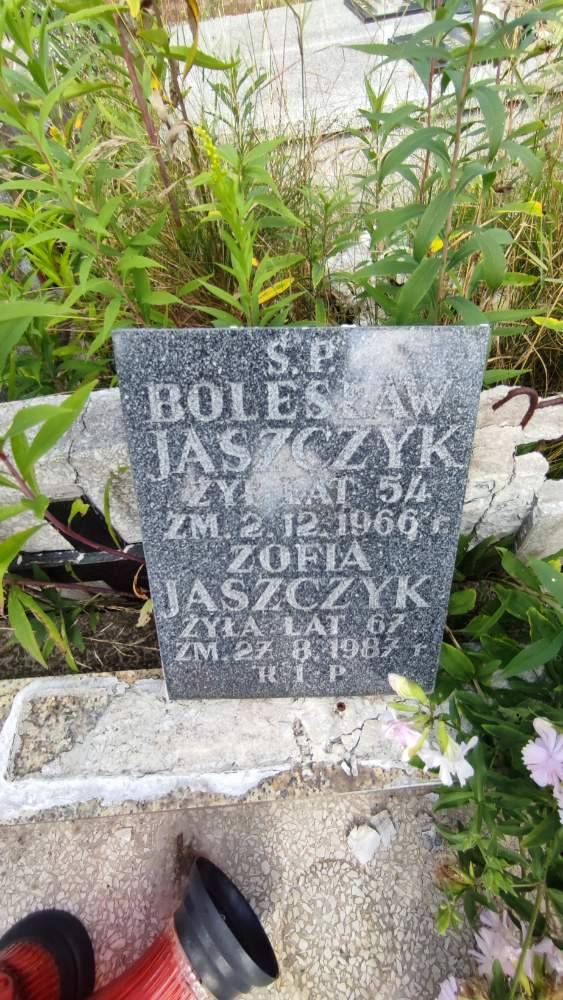 Ś.P.
BOLESŁAW
JASZCZYK
ŻYŁ LAT 54
ZM. 2.12.1966 r
ZOFIA
JASZCZYK
ŻYŁA LAT 67
ZM. 27.8.1987 r
R I P